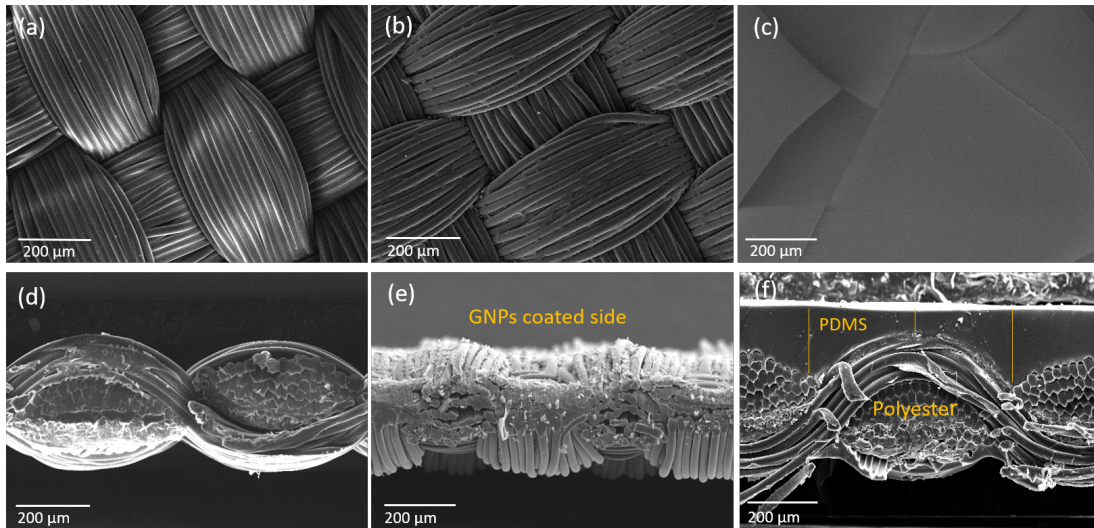 (a)
200 μm
(b)
200 μm
(c)
200 μm
(d)
200 μm
(e)
GNPs coated side
200 μm
(f)
PDMS
Polyester
200 μm